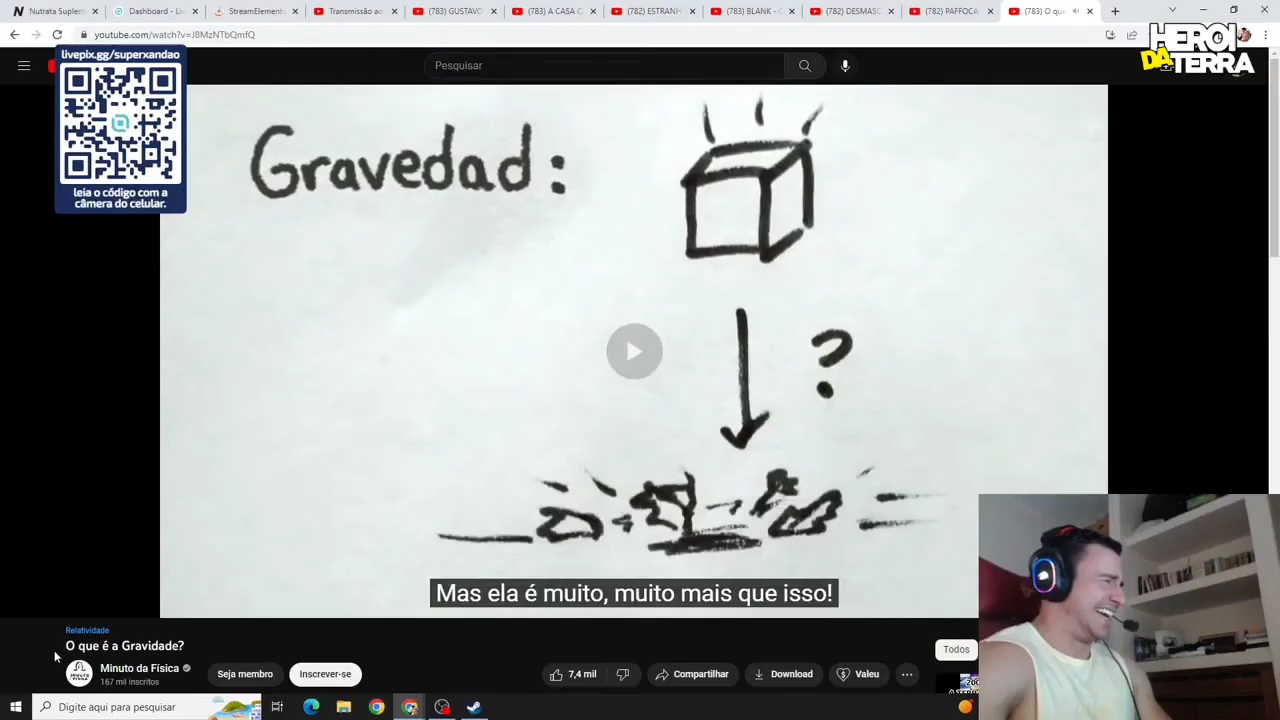 Nutrata Suplem
Dashboard - Liv
StreamElement
Transmissão ao
(783) GUSTAVO
(783) A CASA C
(782) ESTRANH
(783) BLANK - C
(782) DESMASC
(782) PAFFOCA
(783) O que
youtube.com/watch?v=J8MzNTbQmfQ
HEROI
DA TERRA
livepix.gg/superxandao
leia o código com a
câmera do celular.
Pesquisar
Gravedad:
?
Mas ela é muito, muito mais que isso!
Relatividade
O que é a Gravidade?
MINUTO
Minuto da Física
167 mil inscritos
Seja membro
Inscrever-se
7,4 mil
Compartilhar
Download
Valeu
Todos
Digite aqui para pesquisar